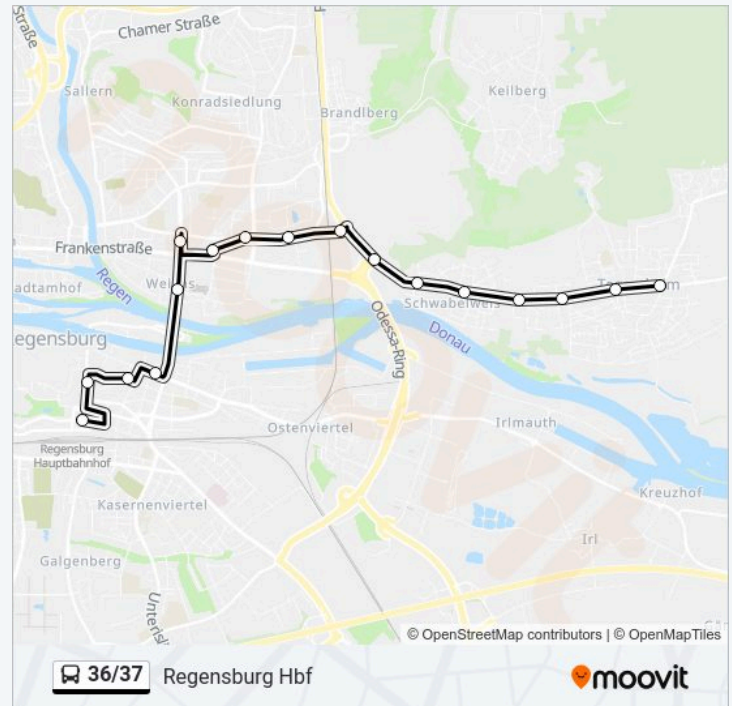 Straße
Chamer Straße
Sallern
Konradsiedlung
Keilberg
Brandlberg
Frankenstraße
adtamhof
Regen
Schwabelweis
egensburg
Odessa-Ring
Donau
Ostenviertel
Irlmauth
Regensburg
Hauptbahnhof
Kreuzhof
Kasernenviertel
Irl
Galgenberg
© OpenStreetMap contributors | © OpenMapTiles
36/37 Regensburg Hbf
moovit